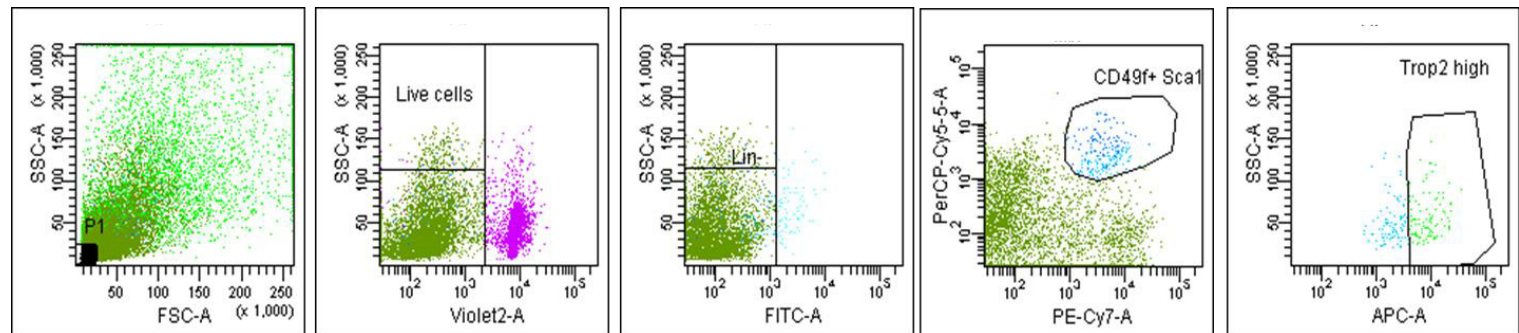 SSC-A (x 1,000)
250
200
150
100
50
P1
50 100 150 200 250
FSC-A (x 1,000)
SSC-A (x 1,000)
250
200
150
100
50
Live cells
10² 10³ 10⁴ 10⁵
Violet2-A
SSC-A (x 1,000)
250
200
150
100
50
Lin-
10² 10³ 10⁴ 10⁵
FITC-A
PerCP-Cy5-5-A
10⁵
10⁴
10³
10²
CD49f+ Sca1
10² 10³ 10⁴ 10⁵
PE-Cy7-A
SSC-A (x 1,000)
250
200
150
100
50
Trop2 high
10² 10³ 10⁴ 10⁵
APC-A